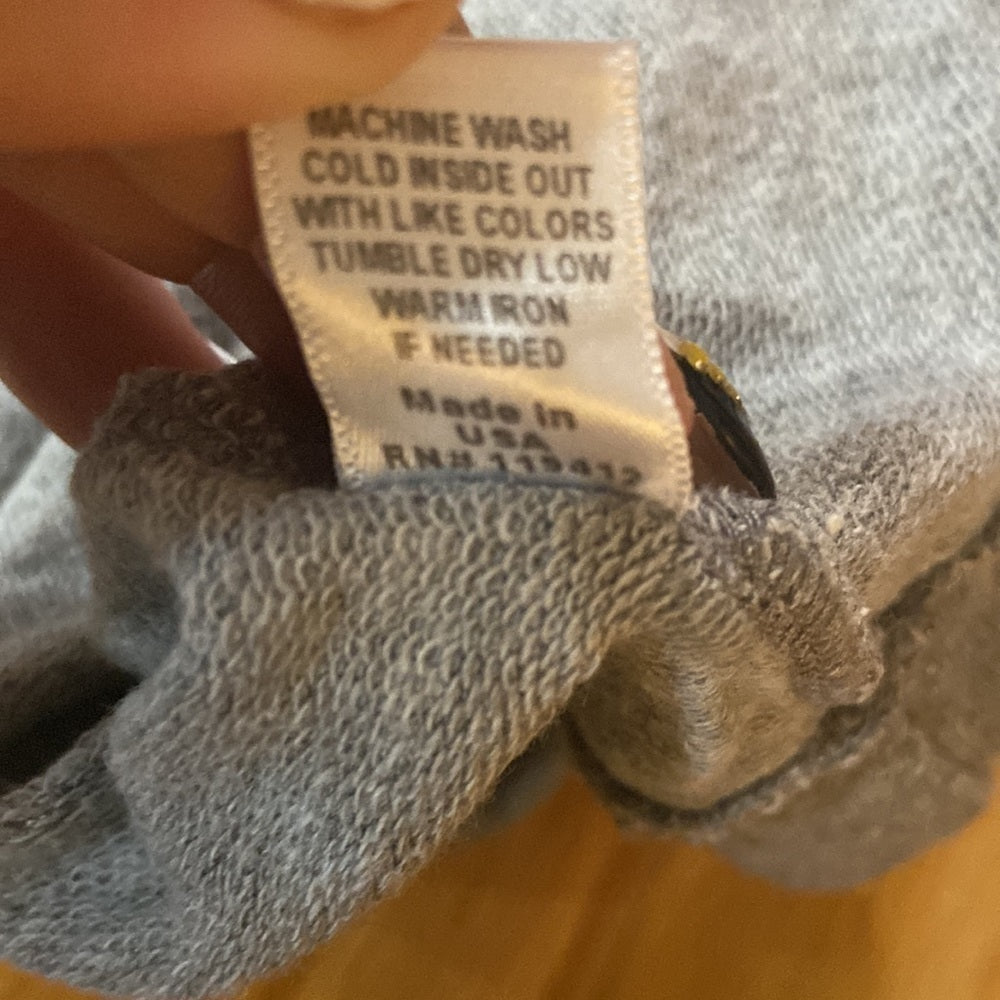 MACHINE WASH
COLD INSIDE OUT
WITH LIKE COLORS
TUMBLE DRY LOW
WARM IRON
IF NEEDED
Made in
USA
RN# 119412